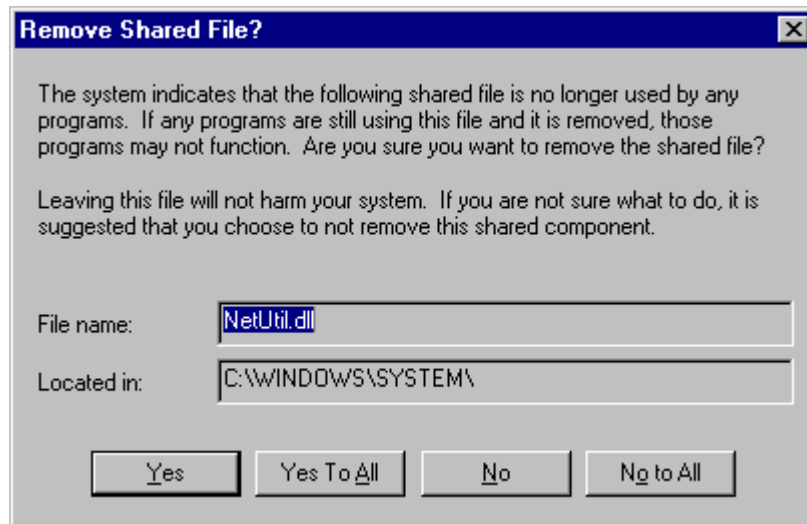 Remove Shared File?
The system indicates that the following shared file is no longer used by any
programs.  If any programs are still using this file and it is removed, those
programs may not function.  Are you sure you want to remove the shared file?
Leaving this file will not harm your system.  If you are not sure what to do, it is
suggested that you choose to not remove this shared component.
File name: NetUtil.dll
Located in: C:\WINDOWS\SYSTEM\
Yes Yes To All No No to All